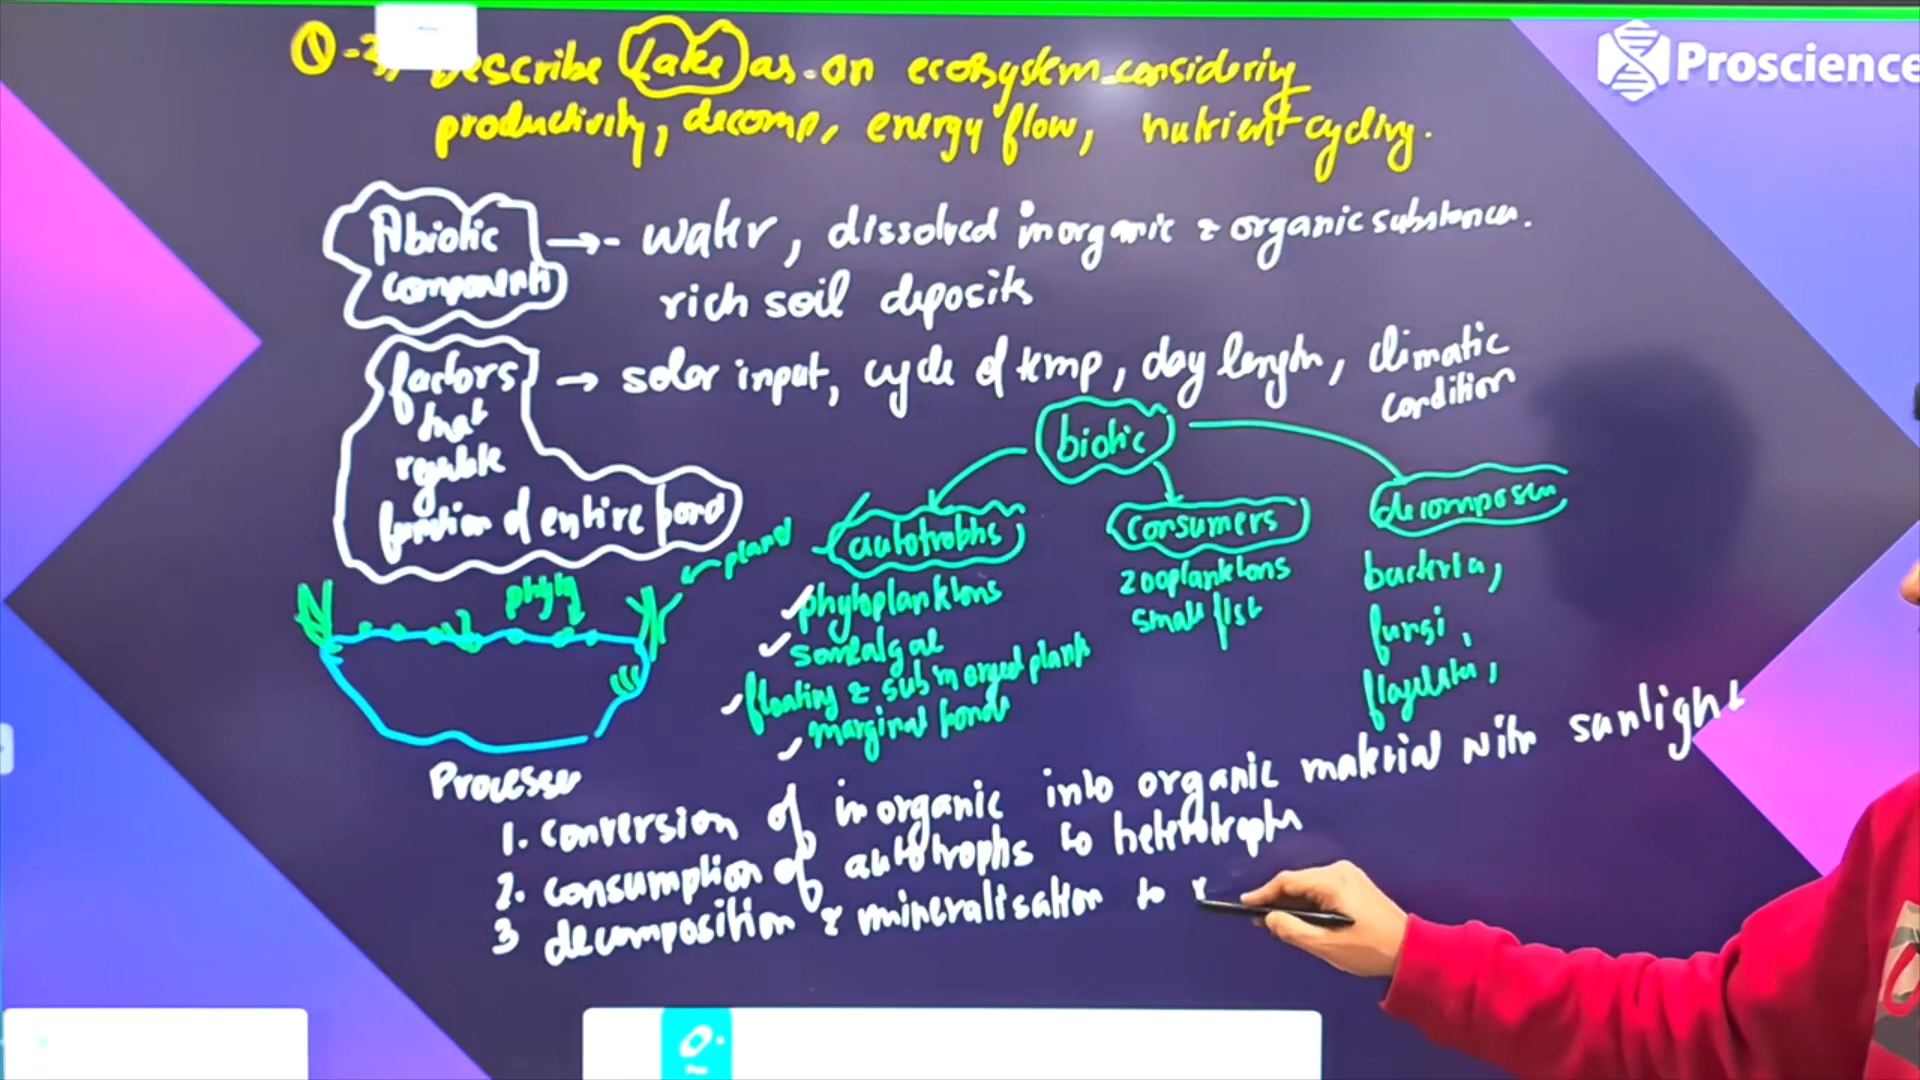 Proscience
Q-3) Describe lake as an ecosystem considering
productivity, decomp, energy flow, nutrient cycling.
Abiotic
components
→ - water, dissolved inorganic & organic substances.
rich soil deposits
factors
that
regulate
function of entire pond
→ solar input, cycle of temp, day length, climatic
condition
biotic
autotrophs
phytoplanktons
some algae
floating & submerged plants
marginal pond
consumers
zooplanktons
small fish
decomposers
bacteria,
fungi,
flagellates,
phyto
plant
Processes
1. conversion of inorganic into organic material with sunlight
2. consumption of autotrophs to heterotrophs
3 decomposition & mineralisation to